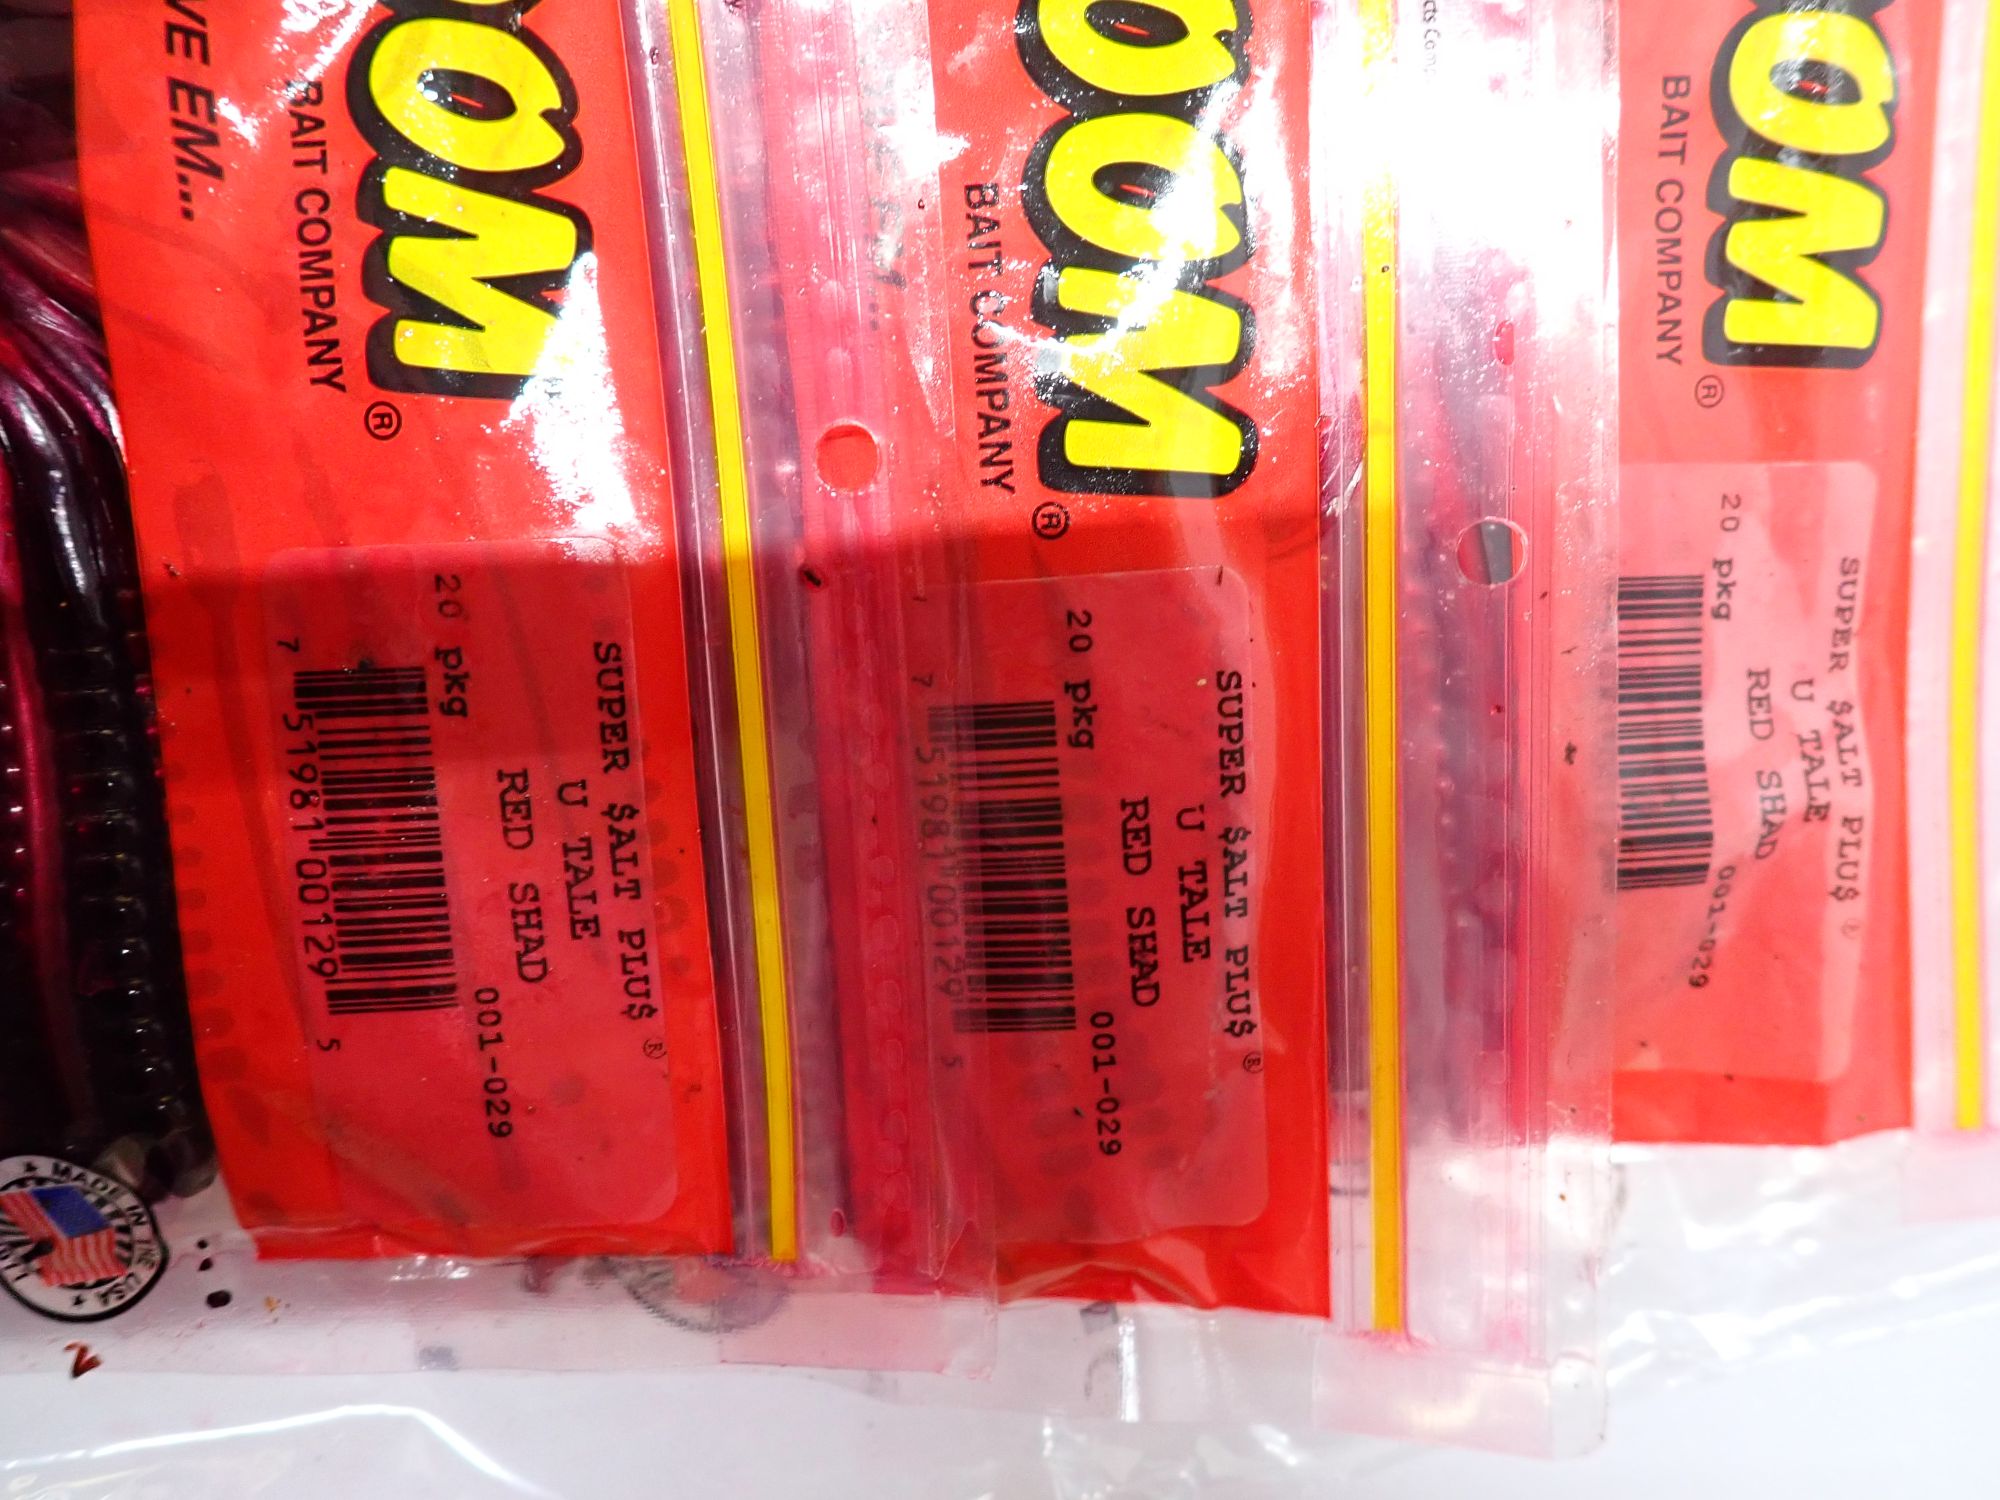 VE EM...
OOM
BAIT COMPANY ®
SUPER $ALT PLU$ ®
U TALE
RED SHAD
20 pkg
001-029
7 51981 00129 5
MADE IN THE USA
OOM
BAIT COMPANY ®
SUPER $ALT PLU$ ®
U TALE
RED SHAD
20 pkg
001-029
7 51981 00129 5
OOM
BAIT COMPANY ®
SUPER $ALT PLU$ ®
U TALE
RED SHAD
20 pkg
001-029